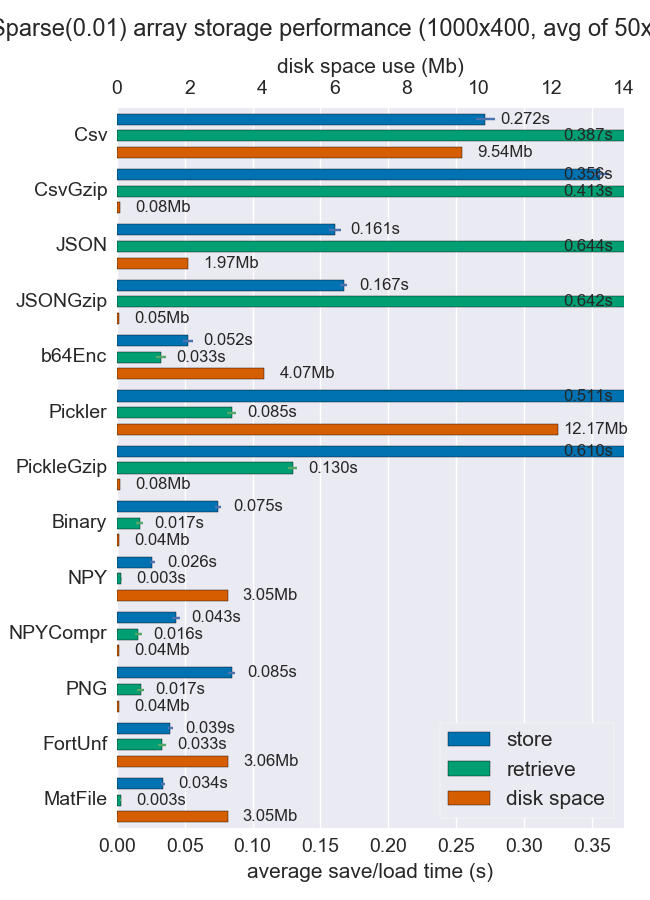 Sparse(0.01) array storage performance (1000x400, avg of 50x
disk space use (Mb)
0 2 4 6 8 10 12 14
Csv
0.272s
0.387s
9.54Mb
CsvGzip
0.356s
0.413s
0.08Mb
JSON
0.161s
0.644s
1.97Mb
JSONGzip
0.167s
0.642s
0.05Mb
b64Enc
0.052s
0.033s
4.07Mb
Pickler
0.511s
0.085s
12.17Mb
PickleGzip
0.610s
0.130s
0.08Mb
Binary
0.075s
0.017s
0.04Mb
NPY
0.026s
0.003s
3.05Mb
NPYCompr
0.043s
0.016s
0.04Mb
PNG
0.085s
0.017s
0.04Mb
FortUnf
0.039s
0.033s
3.06Mb
MatFile
0.034s
0.003s
3.05Mb
store
retrieve
disk space
0.00 0.05 0.10 0.15 0.20 0.25 0.30 0.35
average save/load time (s)